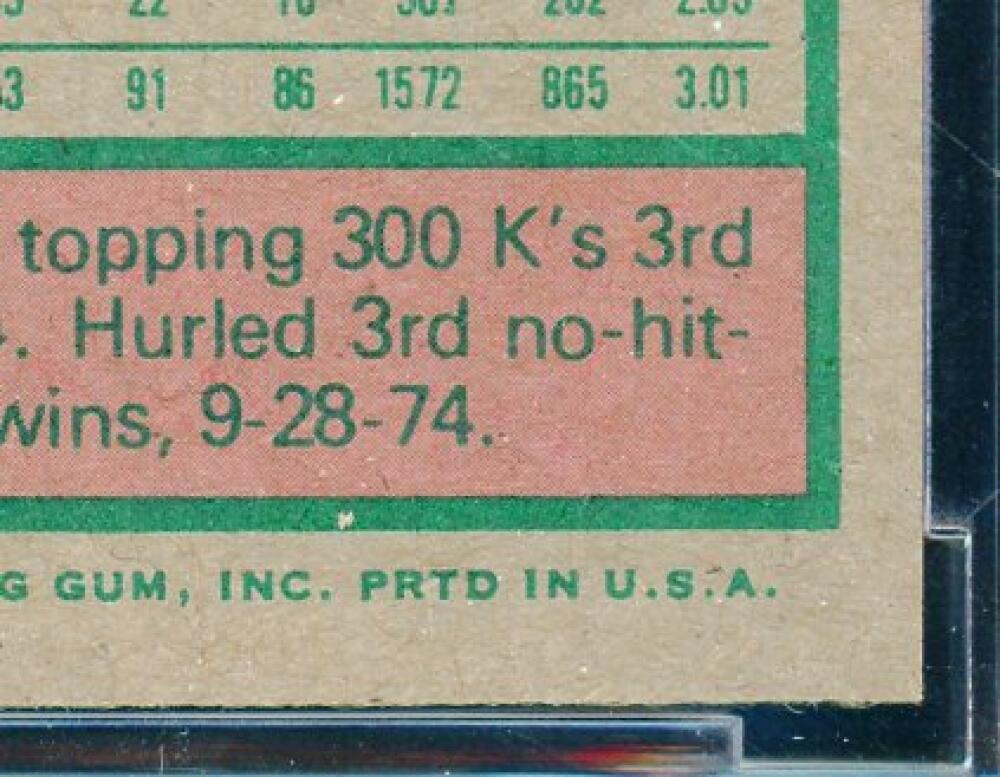 22
91 86 1572 865 3.01
topping 300 K's 3rd
. Hurled 3rd no-hit-
wins, 9-28-74.
G GUM, INC. PRTD IN U.S.A.